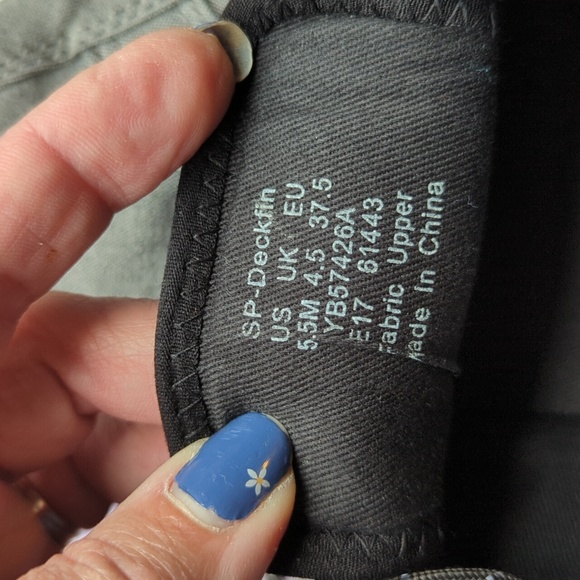 SP-Deckfin
US UK EU
5.5M 4.5 37.5
YB57426A
E17 61443
Fabric Upper
Made In China